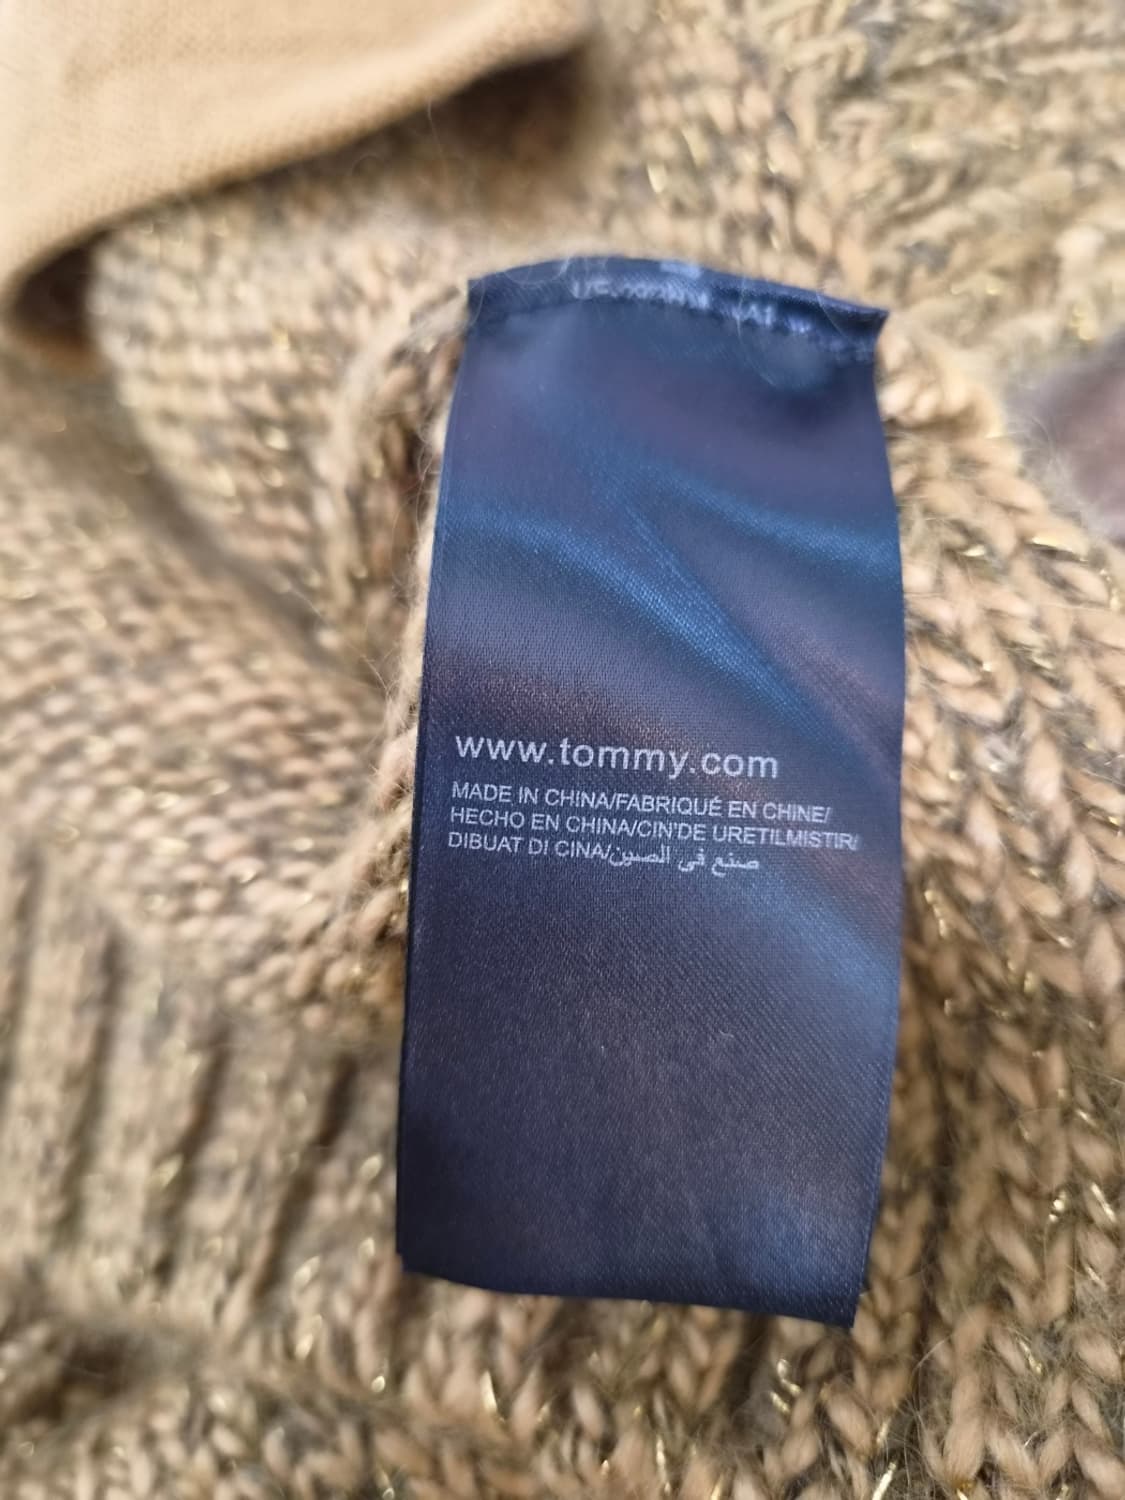 www.tommy.com
MADE IN CHINA/FABRIQUÉ EN CHINE/
HECHO EN CHINA/CIN'DE URETILMISTIR/
DIBUAT DI CINA/صنع في الصين